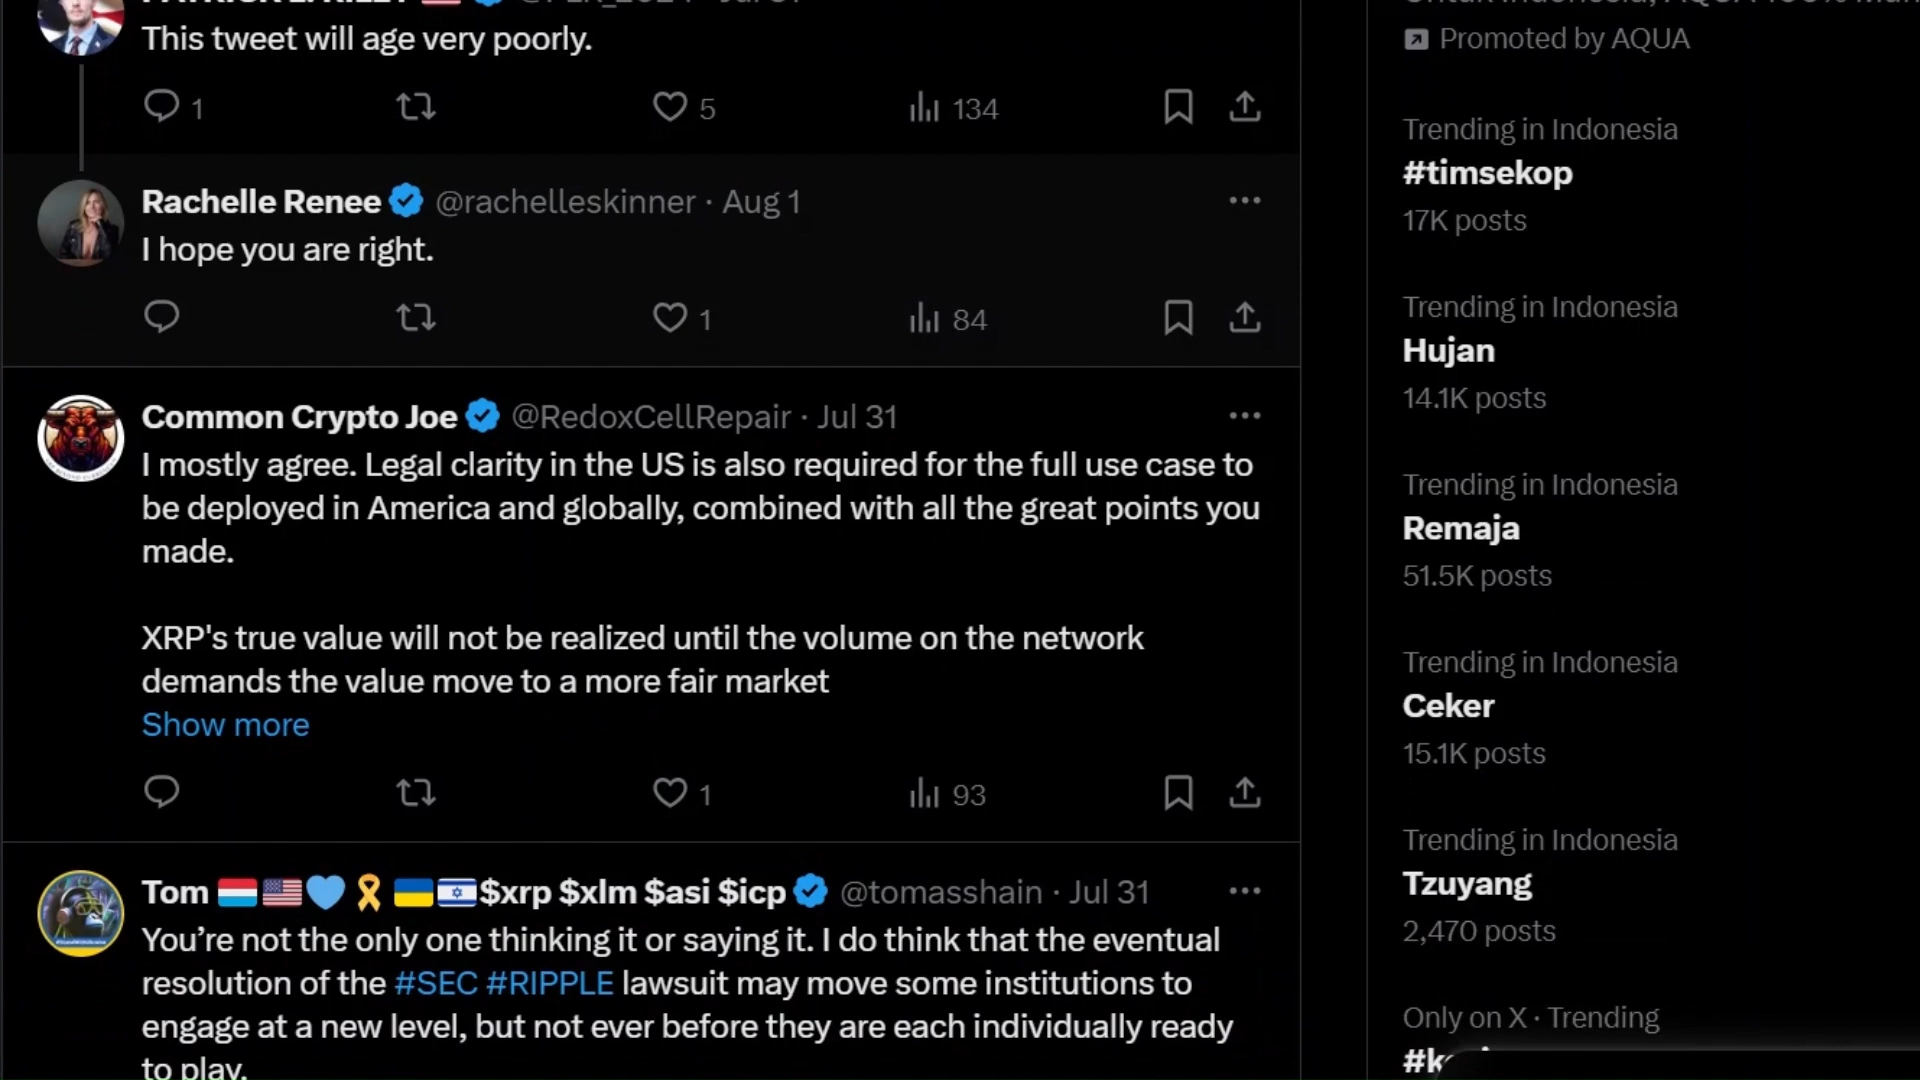 This tweet will age very poorly.
1
5
134
Rachelle Renee @rachelleskinner · Aug 1
I hope you are right.
1
84
Common Crypto Joe @RedoxCellRepair · Jul 31
I mostly agree. Legal clarity in the US is also required for the full use case to
be deployed in America and globally, combined with all the great points you
made.
XRP's true value will not be realized until the volume on the network
demands the value move to a more fair market
Show more
1
93
Tom $xrp $xlm $asi $icp @tomasshain · Jul 31
You’re not the only one thinking it or saying it. I do think that the eventual
resolution of the #SEC #RIPPLE lawsuit may move some institutions to
engage at a new level, but not ever before they are each individually ready
to play.
Promoted by AQUA
Trending in Indonesia
#timsekop
17K posts
Trending in Indonesia
Hujan
14.1K posts
Trending in Indonesia
Remaja
51.5K posts
Trending in Indonesia
Ceker
15.1K posts
Trending in Indonesia
Tzuyang
2,470 posts
Only on X · Trending